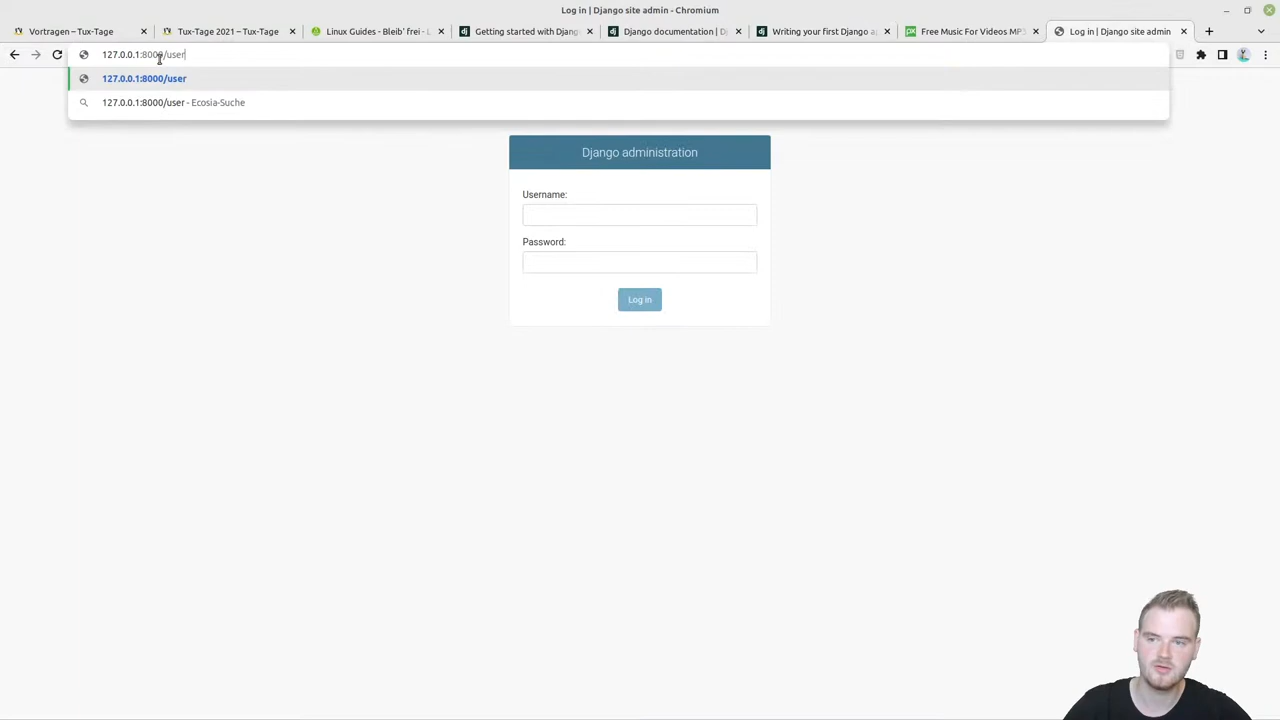 Log in | Django site admin - Chromium
Vortragen – Tux-Tage
Tux-Tage 2021 – Tux-Tage
Linux Guides - Bleib' frei - L
Getting started with Djang
Django documentation | D
Writing your first Django a
Free Music For Videos MP3
Log in | Django site admin
127.0.0.1:8000/user
127.0.0.1:8000/user
127.0.0.1:8000/user - Ecosia-Suche
Django administration
Username:
Password:
Log in